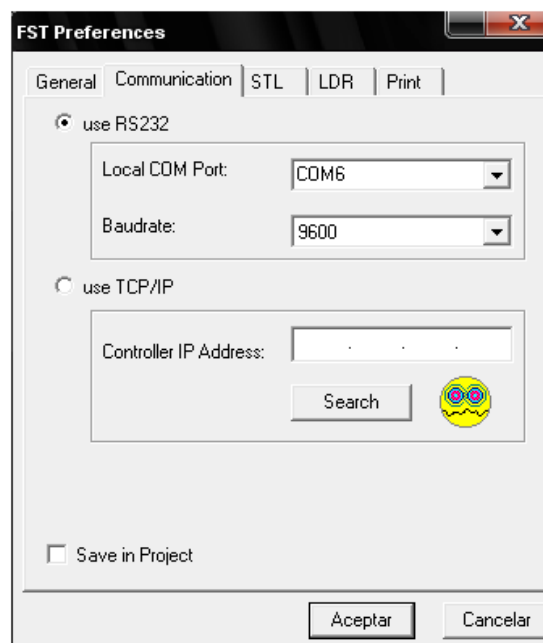 FST Preferences
General Communication STL LDR Print
use RS232
Local COM Port: COM6
Baudrate: 9600
use TCP/IP
Controller IP Address: . . .
Search
Save in Project
Aceptar Cancelar